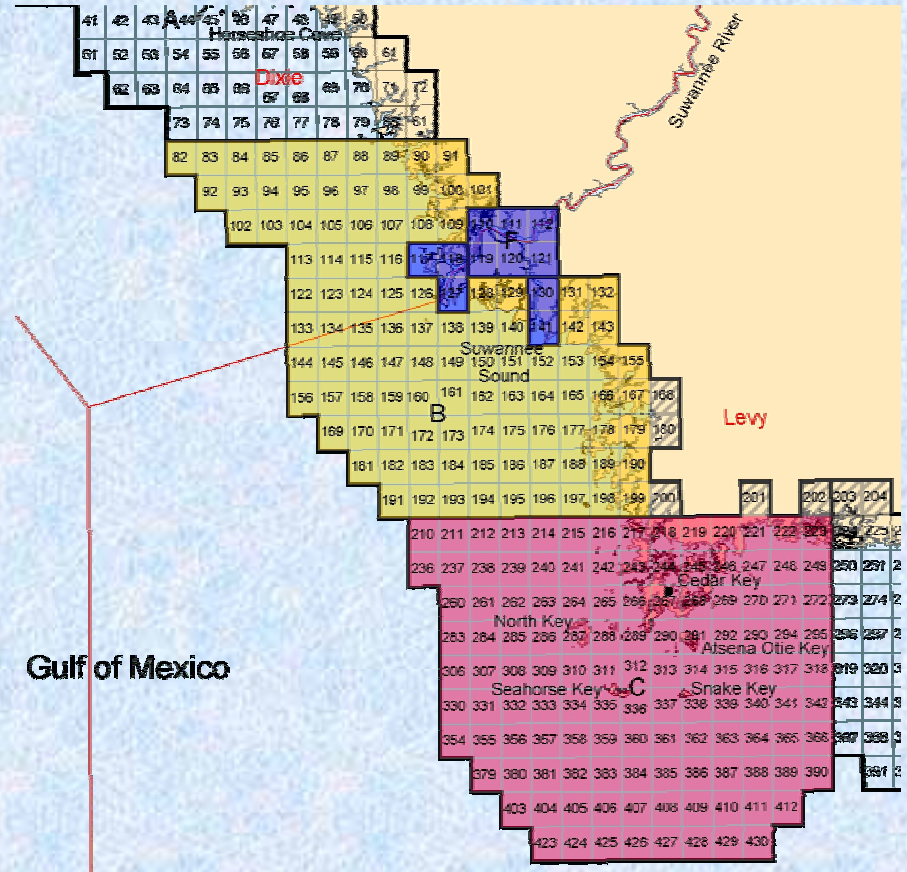 41 42 43 A 44 45 46 47 48 49 50
Horseshoe Cove
51 52 53 54 55 56 57 58 59 60 61
Dixie
62 63 64 65 66 67 68 69 70 71 72
73 74 75 76 77 78 79 61
Suwannee River
82 83 84 85 86 87 88 89 90 91
92 93 94 95 96 97 98 99 100 101
102 103 104 105 106 107 108 109 110 111 112
F
113 114 115 116 117 118 119 120 121
122 123 124 125 126 127 128 129 130 131 132
133 134 135 136 137 138 139 140 141 142 143
Suwannee
144 145 146 147 148 149 150 151 152 153 154 155
Sound
156 157 158 159 160 161 162 163 164 165 166 167 168
B
Levy
169 170 171 172 173 174 175 176 177 178 179 180
181 182 183 184 185 186 187 188 189 190
191 192 193 194 195 196 197 198 199 200 201 202 203 204
210 211 212 213 214 215 216 217 218 219 220 221 222 223
236 237 238 239 240 241 242 243 244 245 246 247 248 249 250 251
Cedar Key
260 261 262 263 264 265 266 267 268 269 270 271 272 273 274
North Key
283 284 285 286 287 288 289 290 291 292 293 294 295 296 297
Atsena Otie Key
Gulf of Mexico
306 307 308 309 310 311 312 313 314 315 316 317 318 319 320
Seahorse Key C Snake Key
330 331 332 333 334 335 336 337 338 339 340 341 342 343 344
354 355 356 357 358 359 360 361 362 363 364 365 366 367 368
379 380 381 382 383 384 385 386 387 388 389 390 391
403 404 405 406 407 408 409 410 411 412
423 424 425 426 427 428 429 430